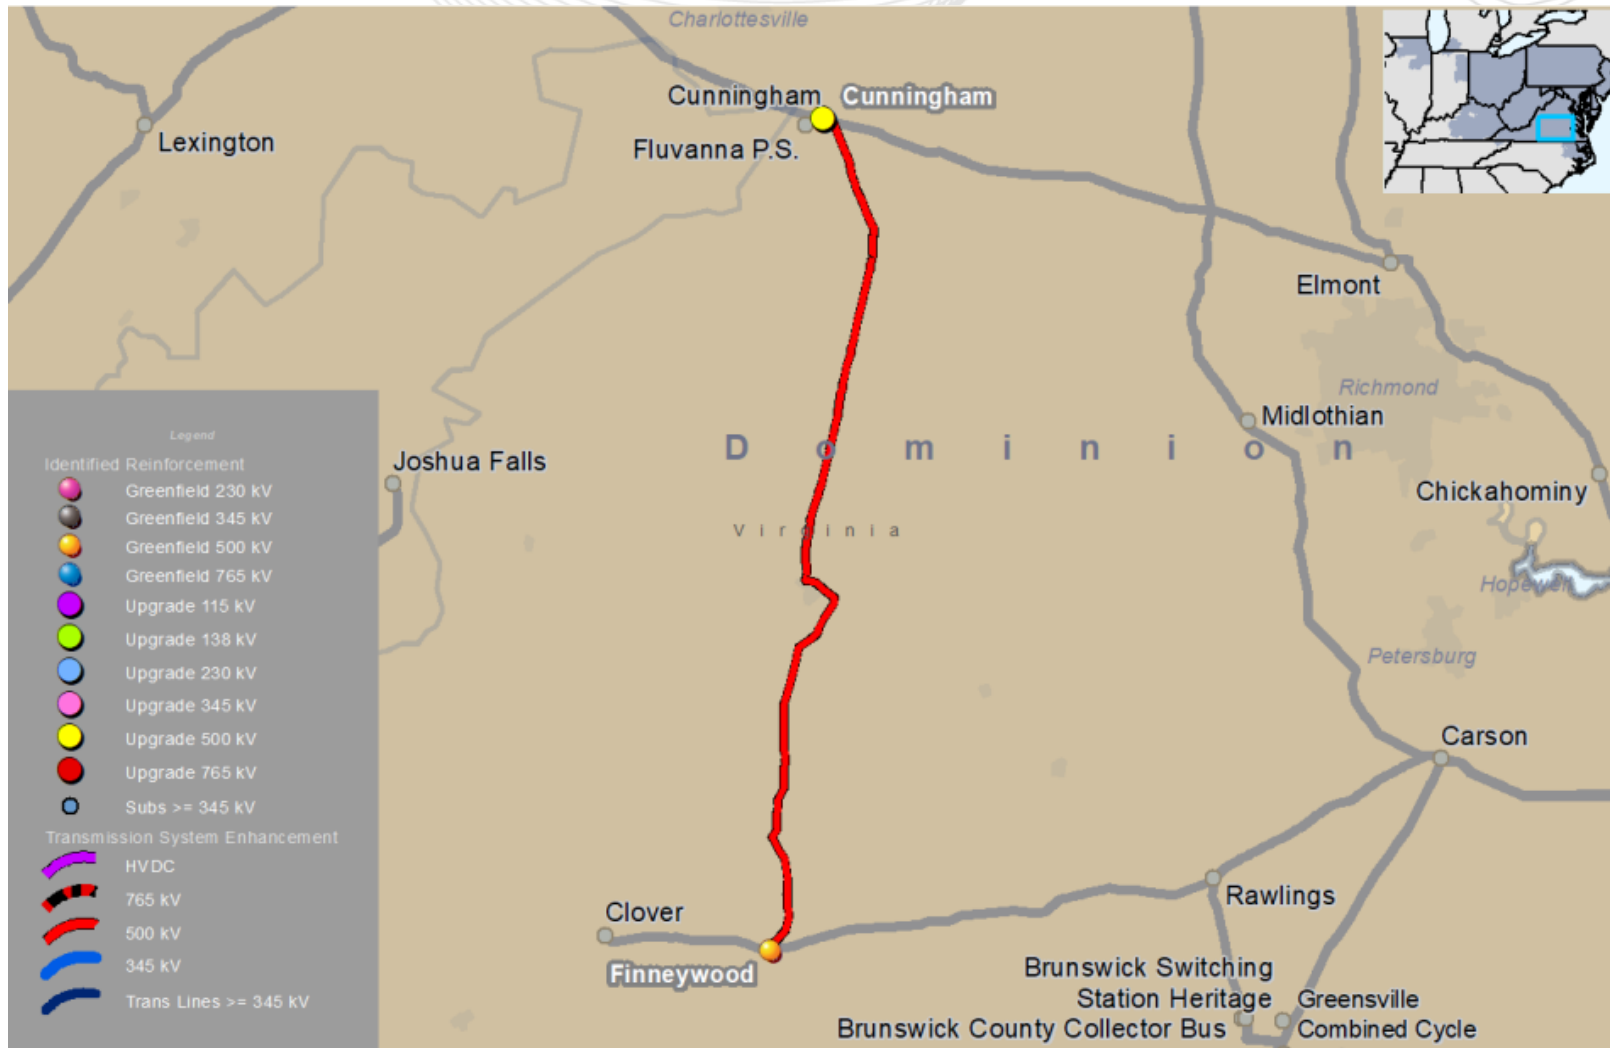 Charlottesville
Cunningham
Cunningham
Fluvanna P.S.
Lexington
Elmont
Richmond
Midlothian
Dominion
Joshua Falls
Chickahominy
Virginia
Hopewell
Petersburg
Carson
Rawlings
Clover
Finneywood
Brunswick Switching
Station Heritage
Brunswick County Collector Bus
Greensville
Combined Cycle
Legend
Identified Reinforcement
Greenfield 230 kV
Greenfield 345 kV
Greenfield 500 kV
Greenfield 765 kV
Upgrade 115 kV
Upgrade 138 kV
Upgrade 230 kV
Upgrade 345 kV
Upgrade 500 kV
Upgrade 765 kV
Subs >= 345 kV
Transmission System Enhancement
HVDC
765 kV
500 kV
345 kV
Trans Lines >= 345 kV